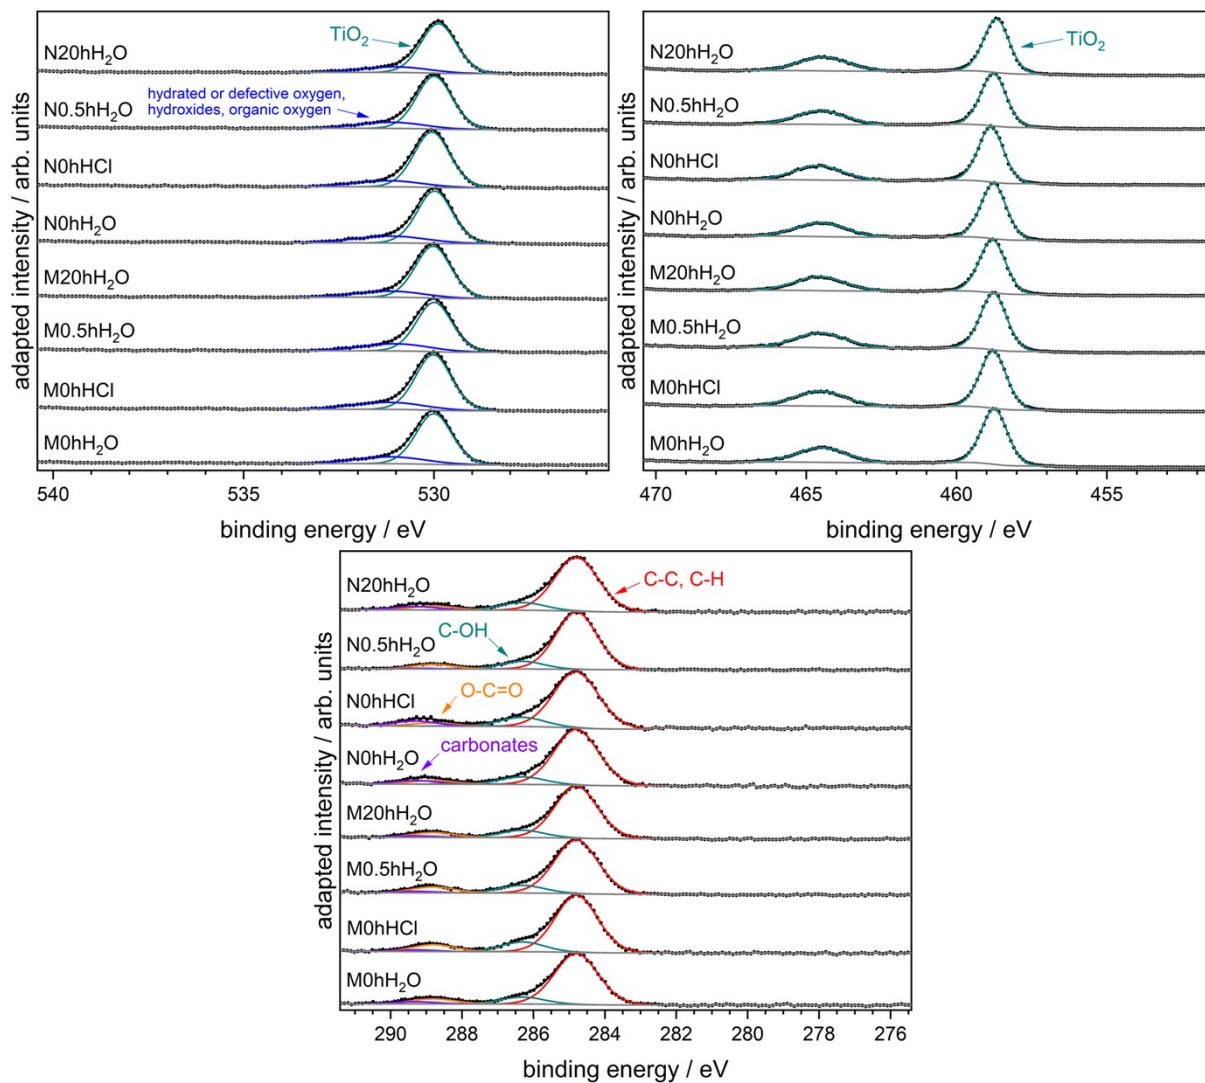 adapted intensity / arb. units
N20hH₂O
TiO₂
hydrated or defective oxygen,
hydroxides, organic oxygen
N0.5hH₂O
N0hHCl
N0hH₂O
M20hH₂O
M0.5hH₂O
M0hHCl
M0hH₂O
540 535 530
binding energy / eV
adapted intensity / arb. units
N20hH₂O
TiO₂
N0.5hH₂O
N0hHCl
N0hH₂O
M20hH₂O
M0.5hH₂O
M0hHCl
M0hH₂O
470 465 460 455
binding energy / eV
adapted intensity / arb. units
N20hH₂O
C-C, C-H
N0.5hH₂O
C-OH
N0hHCl
O-C=O
N0hH₂O
carbonates
M20hH₂O
M0.5hH₂O
M0hHCl
M0hH₂O
290 288 286 284 282 280 278 276
binding energy / eV